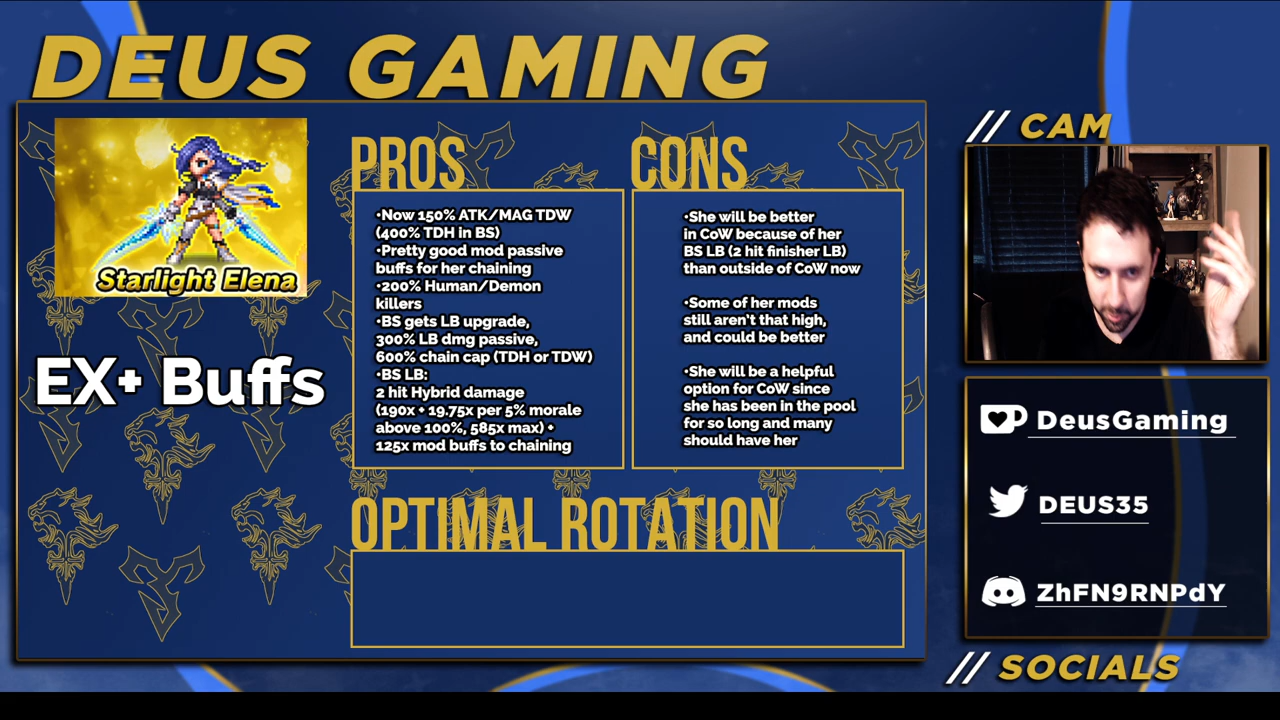 DEUS GAMING
Starlight Elena
EX+ Buffs
PROS
•Now 150% ATK/MAG TDW
(400% TDH in BS)
•Pretty good mod passive
buffs for her chaining
•200% Human/Demon
killers
•BS gets LB upgrade,
300% LB dmg passive,
600% chain cap (TDH or TDW)
•BS LB:
2 hit Hybrid damage
(190x + 19.75x per 5% morale
above 100%, 585x max) +
125x mod buffs to chaining
CONS
•She will be better
in CoW because of her
BS LB (2 hit finisher LB)
than outside of CoW now
•Some of her mods
still aren't that high,
and could be better
•She will be a helpful
option for CoW since
she has been in the pool
for so long and many
should have her
OPTIMAL ROTATION
// CAM
DeusGaming
DEUS35
ZhFN9RNPdY
// SOCIALS